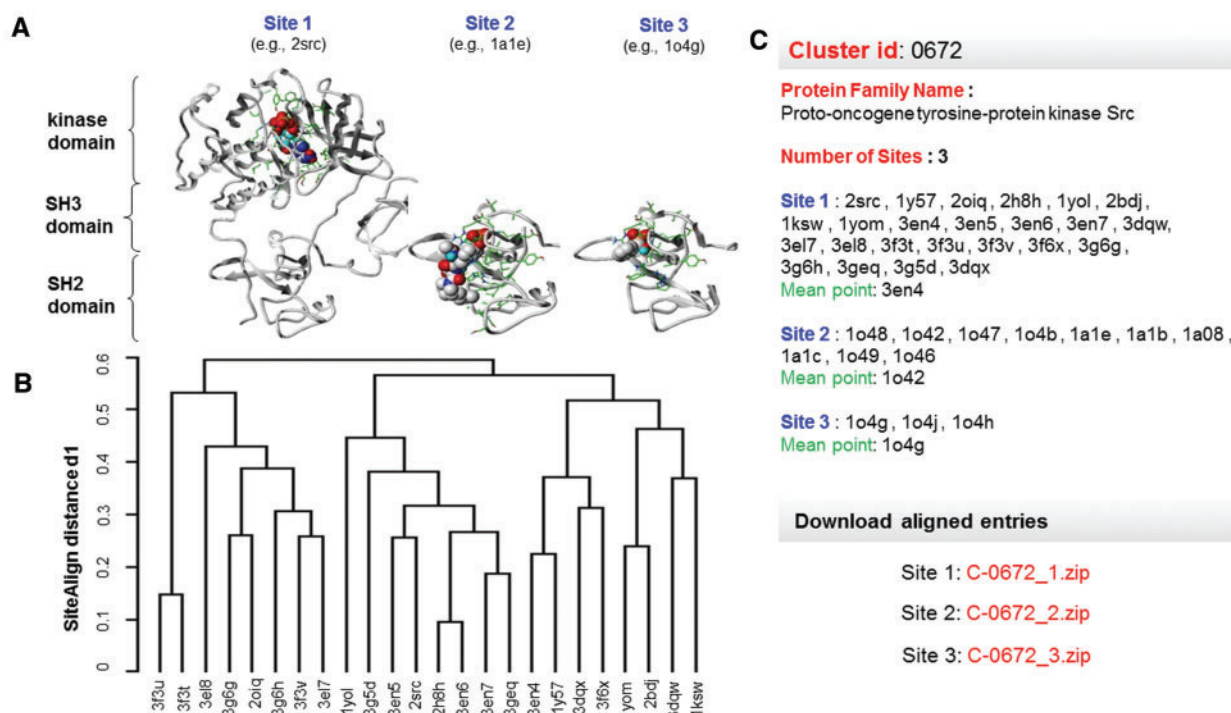 A
Site 1
(e.g., 2src)
Site 2
(e.g., 1a1e)
Site 3
(e.g., 1o4g)
kinase
domain
SH3
domain
SH2
domain
B
SiteAlign distance d1
0.6
0.5
0.4
0.3
0.2
0.1
0
3f3u
3f3t
3el8
3g6g
2oiq
3g6h
3f3v
3el7
1yol
3g5d
3en5
2src
2h8h
3en6
3en7
3geq
3en4
1y57
3dqx
3f6x
yom
2bdj
3dqw
1ksw
C
Cluster id: 0672
Protein Family Name :
Proto-oncogene tyrosine-protein kinase Src
Number of Sites : 3
Site 1 : 2src , 1y57 , 2oiq , 2h8h , 1yol , 2bdj ,
1ksw , 1yom , 3en4 , 3en5 , 3en6 , 3en7 , 3dqw ,
3el7 , 3el8 , 3f3t , 3f3u , 3f3v , 3f6x , 3g6g ,
3g6h , 3geq , 3g5d , 3dqx
Mean point: 3en4
Site 2 : 1o48 , 1o42 , 1o47 , 1o4b , 1a1e , 1a1b , 1a08 ,
1a1c , 1o49 , 1o46
Mean point: 1o42
Site 3 : 1o4g , 1o4j , 1o4h
Mean point: 1o4g
Download aligned entries
Site 1: C-0672_1.zip
Site 2: C-0672_2.zip
Site 3: C-0672_3.zip